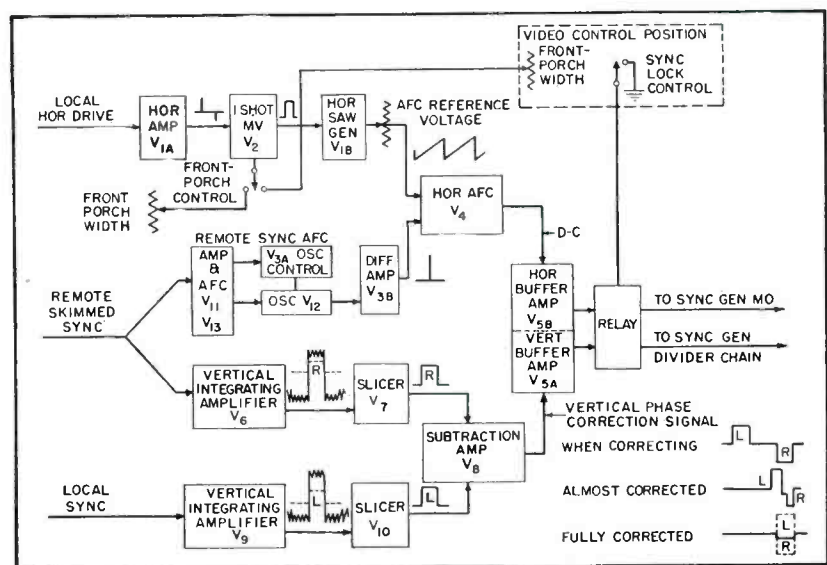 VIDEO CONTROL POSITION
FRONT-
PORCH
WIDTH
SYNC
LOCK
CONTROL
LOCAL
HOR DRIVE
HOR
AMP
V1A
1 SHOT
MV
V2
HOR
SAW
GEN
V1B
AFC REFERENCE
VOLTAGE
FRONT-
PORCH
CONTROL
FRONT
PORCH
WIDTH
HOR AFC
V4
D-C
REMOTE SYNC AFC
AMP
&
AFC
V11
V13
V3A OSC
CONTROL
OSC V12
DIFF
AMP
V3B
REMOTE
SKIMMED
SYNC
HOR
BUFFER
AMP
V5B
VERT
BUFFER
AMP
V5A
RELAY
TO SYNC GEN MO
TO SYNC GEN
DIVIDER CHAIN
VERTICAL
INTEGRATING
AMPLIFIER
V6
R
SLICER
V7
R
SUBTRACTION
AMP
V8
VERTICAL PHASE
CORRECTION SIGNAL
WHEN CORRECTING
L
R
ALMOST CORRECTED
L
R
FULLY CORRECTED
L
R
LOCAL
SYNC
VERTICAL
INTEGRATING
AMPLIFIER
V9
L
SLICER
V10
L